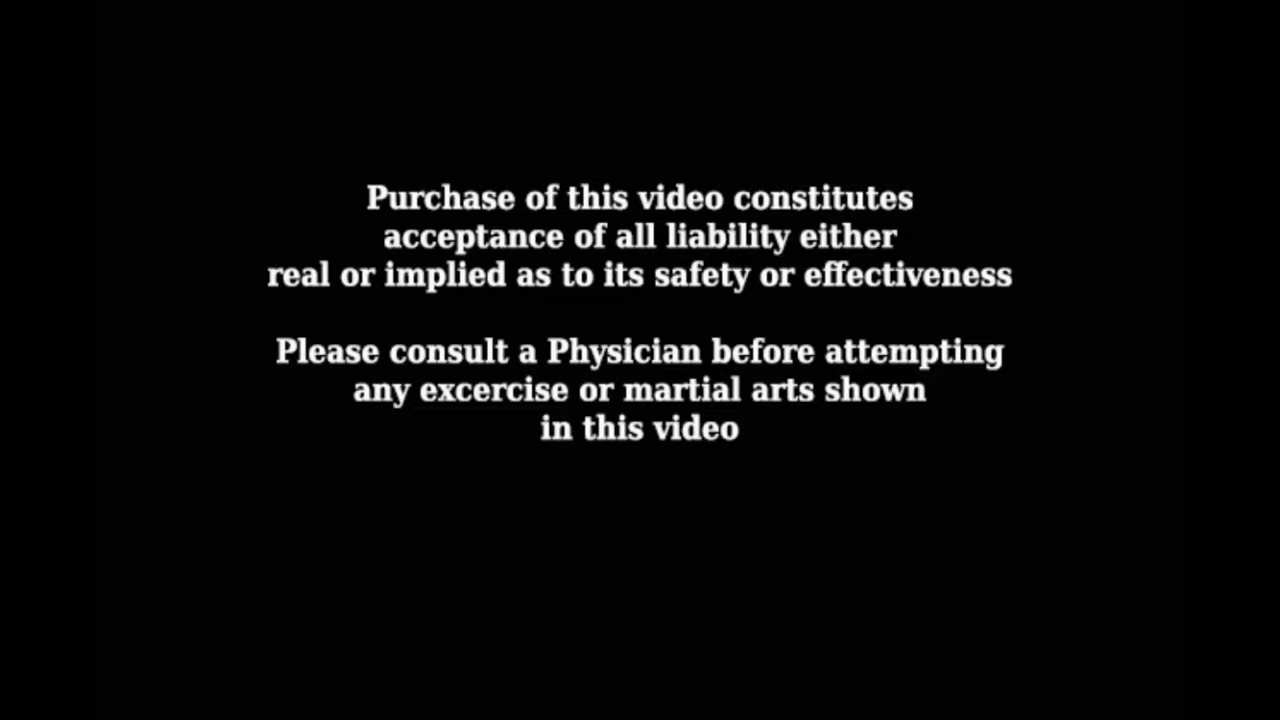 Purchase of this video constitutes
acceptance of all liability either
real or implied as to its safety or effectiveness
Please consult a Physician before attempting
any excercise or martial arts shown
in this video